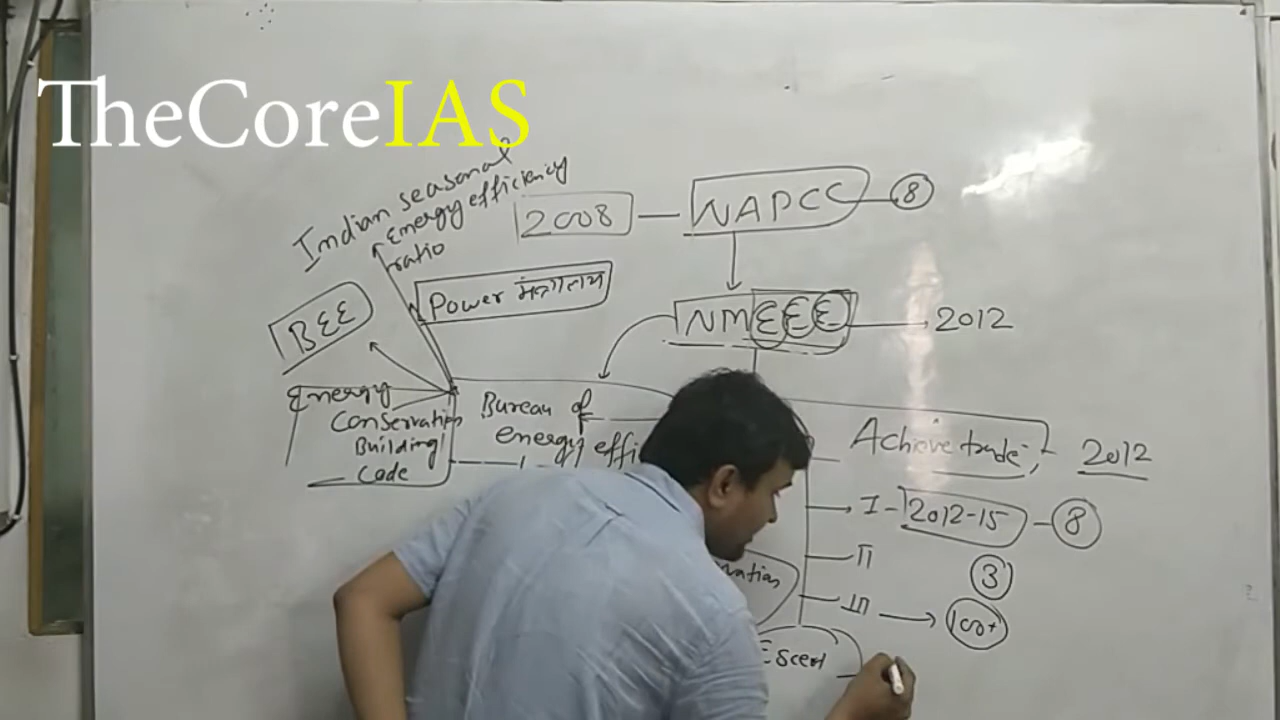 TheCoreIAS
Indian seasonal
energy efficiency
ratio
2008 — NAPCC — 8
Power मंत्रालय
BEE
NMEEE → 2012
Energy
Conservation
Building
Code
Bureau of
energy effi
Achieve trade; 2012
I - 2012-15 - 8
II 3
III → 100+